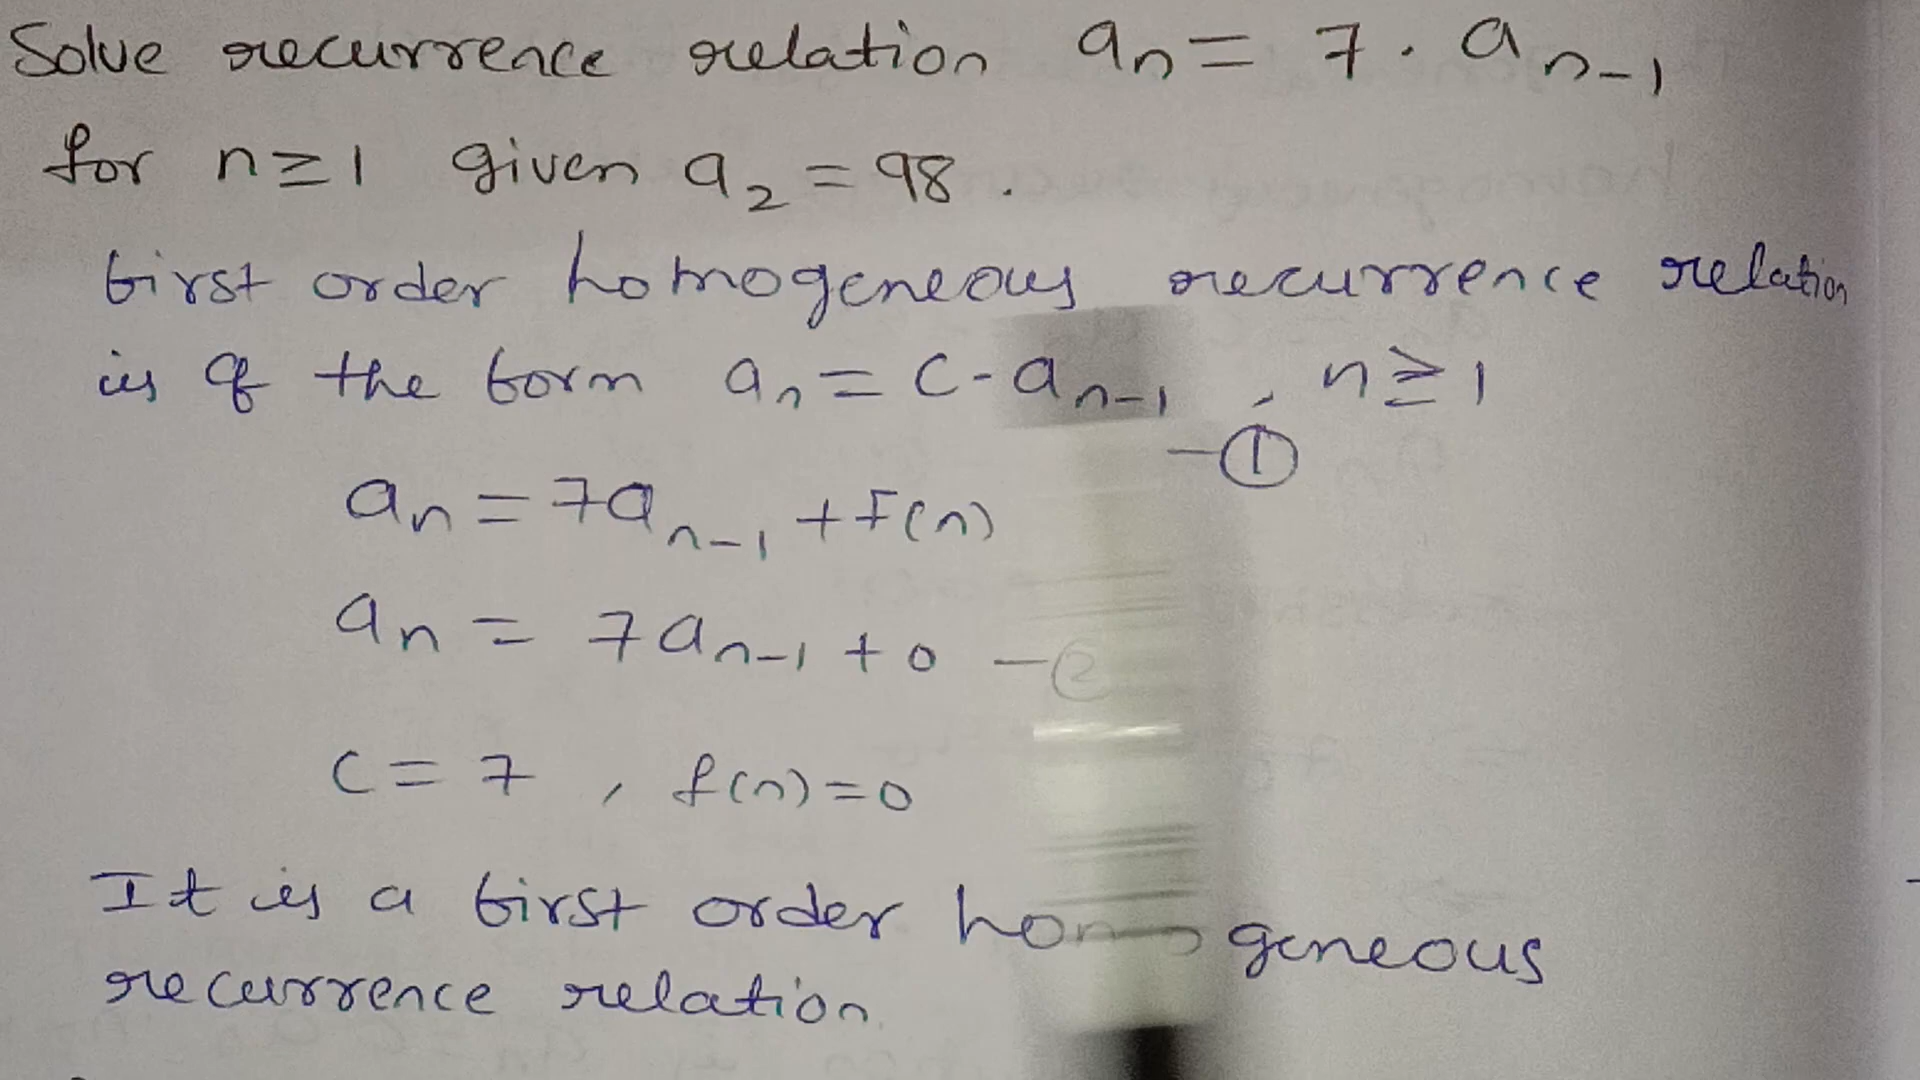 Solve recurrence relation an = 7 . an-1
for n≥1 given a2 = 98 .
first order homogeneous recurrence relation
is of the form an = c - an-1 , n ≥ 1
- ①
an = 7an-1 + F(n)
an = 7an-1 + 0 - ②
c = 7 , f(n) = 0
It is a first order homogeneous
recurrence relation